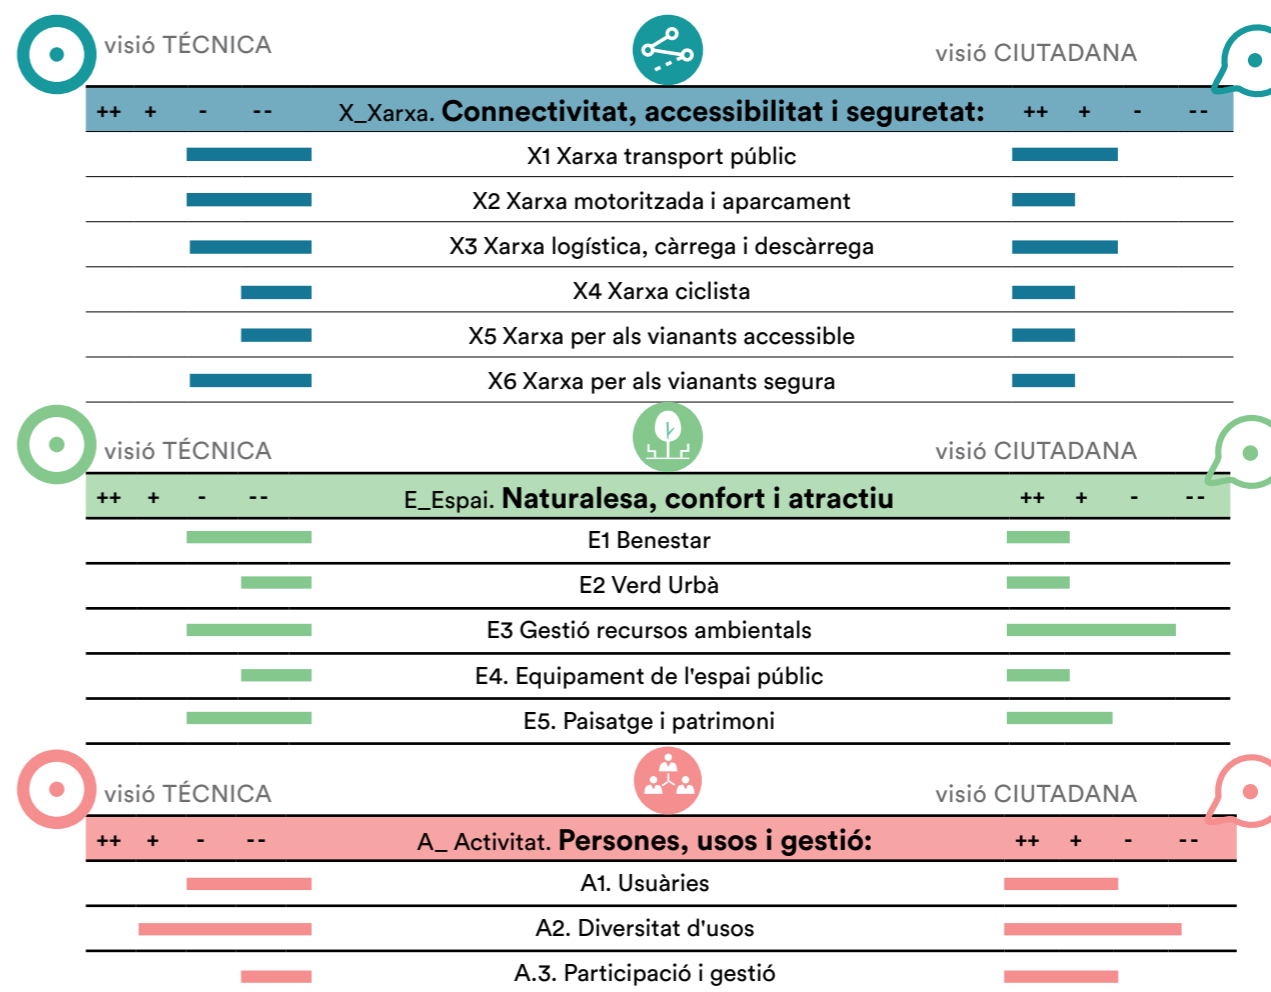 visió TÉCNICA visió CIUTADANA
++ + - -- X_Xarxa. Connectivitat, accessibilitat i seguretat: ++ + - --
X1 Xarxa transport públic
X2 Xarxa motoritzada i aparcament
X3 Xarxa logística, càrrega i descàrrega
X4 Xarxa ciclista
X5 Xarxa per als vianants accessible
X6 Xarxa per als vianants segura
visió TÉCNICA visió CIUTADANA
++ + - -- E_Espai. Naturalesa, confort i atractiu ++ + - --
E1 Benestar
E2 Verd Urbà
E3 Gestió recursos ambientals
E4. Equipament de l'espai públic
E5. Paisatge i patrimoni
visió TÉCNICA visió CIUTADANA
++ + - -- A_ Activitat. Persones, usos i gestió: ++ + - --
A1. Usuàries
A2. Diversitat d'usos
A.3. Participació i gestió